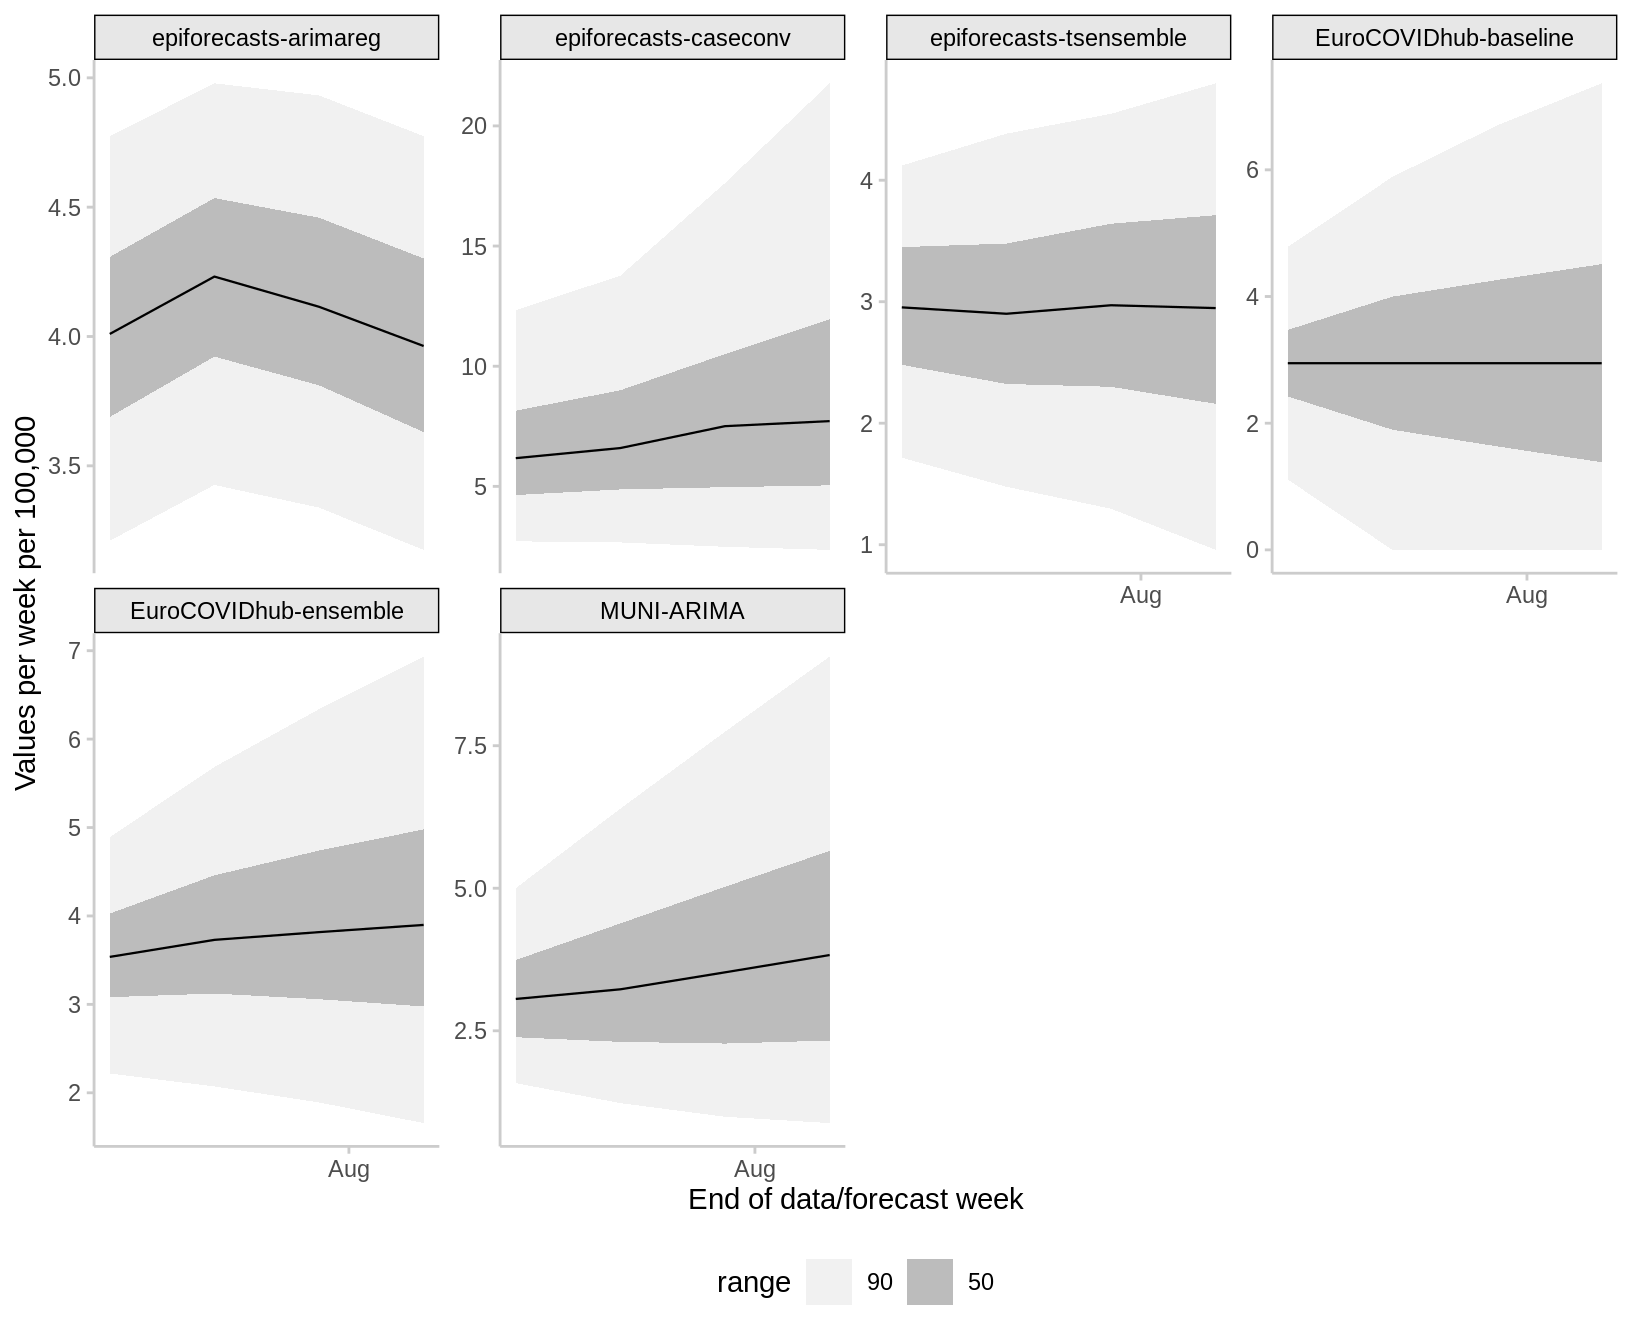 epiforecasts-arimareg
epiforecasts-caseconv
epiforecasts-tsensemble
EuroCOVIDhub-baseline
5.0
4.5
4.0
3.5
20
15
10
5
4
3
2
1
6
4
2
0
Aug
Aug
Values per week per 100,000
EuroCOVIDhub-ensemble
MUNI-ARIMA
7
6
5
4
3
2
7.5
5.0
2.5
Aug
Aug
End of data/forecast week
range 90 50